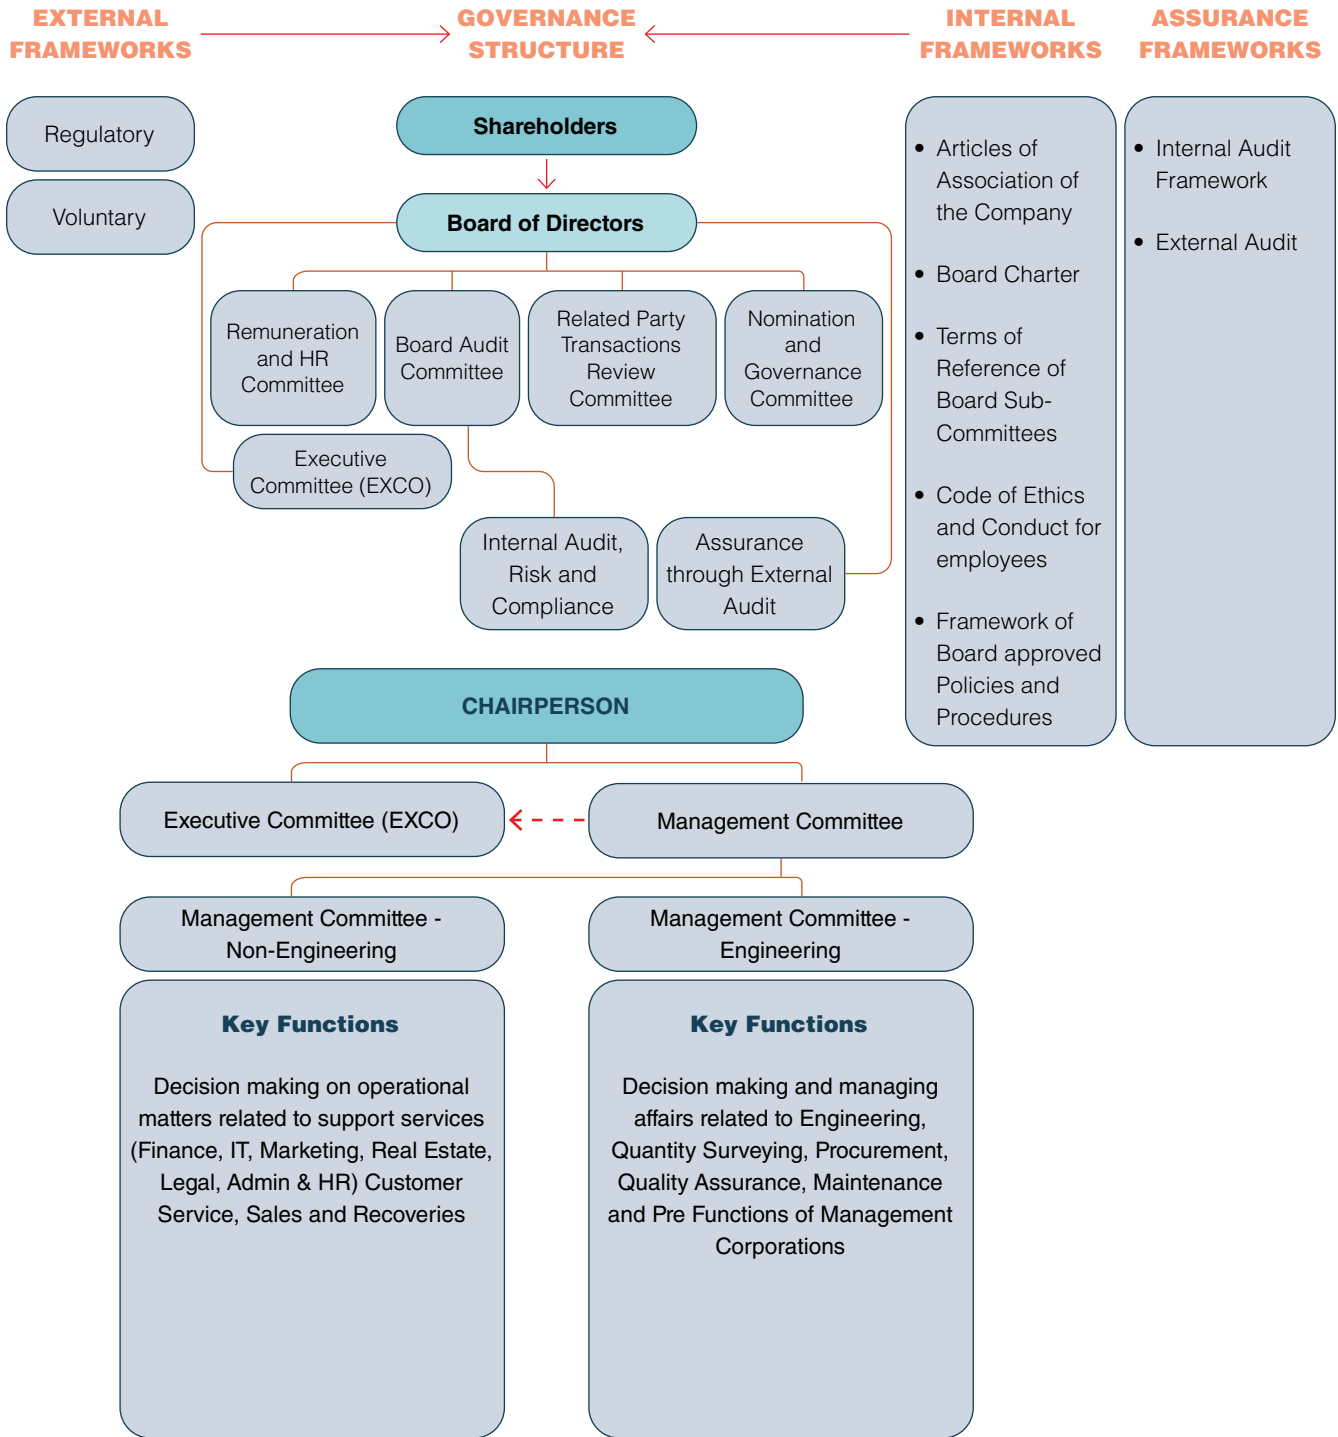 EXTERNAL
FRAMEWORKS
GOVERNANCE
STRUCTURE
INTERNAL
FRAMEWORKS
ASSURANCE
FRAMEWORKS
Regulatory
Voluntary
Shareholders
Board of Directors
Remuneration
and HR
Committee
Board Audit
Committee
Related Party
Transactions
Review
Committee
Nomination
and
Governance
Committee
Executive
Committee (EXCO)
Internal Audit,
Risk and
Compliance
Assurance
through External
Audit
• Articles of
Association of
the Company
• Board Charter
• Terms of
Reference of
Board Sub-
Committees
• Code of Ethics
and Conduct for
employees
• Framework of
Board approved
Policies and
Procedures
• Internal Audit
Framework
• External Audit
CHAIRPERSON
Executive Committee (EXCO)
Management Committee
Management Committee -
Non-Engineering
Management Committee -
Engineering
Key Functions
Decision making on operational
matters related to support services
(Finance, IT, Marketing, Real Estate,
Legal, Admin & HR) Customer
Service, Sales and Recoveries
Key Functions
Decision making and managing
affairs related to Engineering,
Quantity Surveying, Procurement,
Quality Assurance, Maintenance
and Pre Functions of Management
Corporations